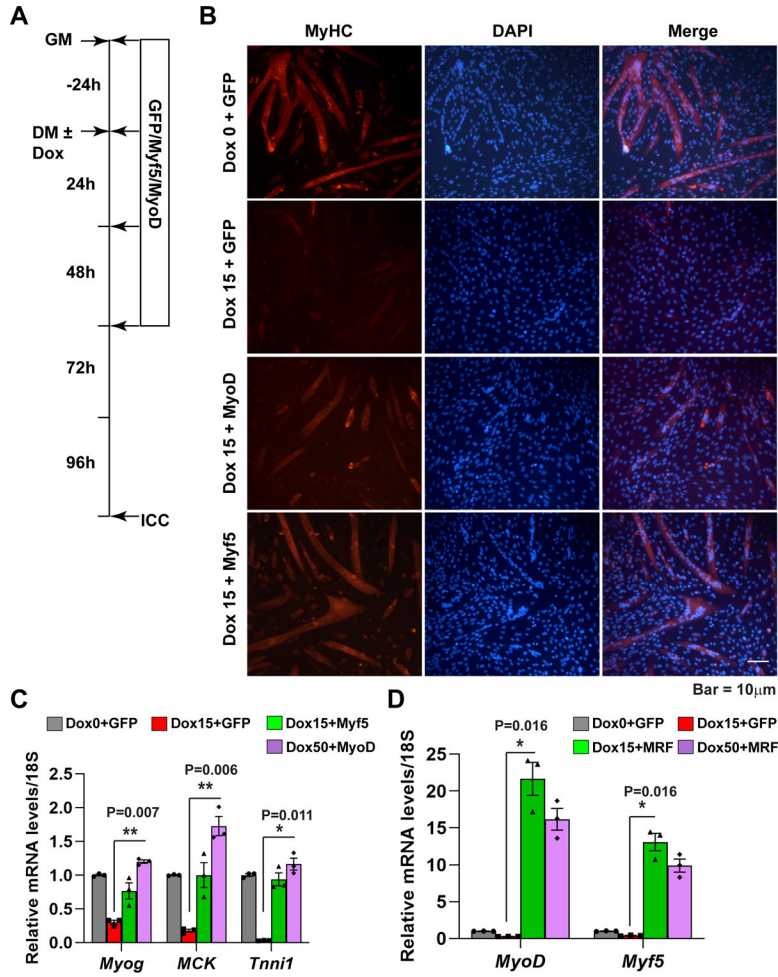 A
GM
-24h
DM ±
Dox
24h
48h
72h
96h
ICC
GFP/Myf5/MyoD
B
MyHC
DAPI
Merge
Dox 0 + GFP
Dox 15 + GFP
Dox 15 + MyoD
Dox 15 + Myf5
Bar = 10μm
C
Dox0+GFP
Dox15+GFP
Dox15+Myf5
Dox50+MyoD
Relative mRNA levels/18S
2.5
2.0
1.5
1.0
0.5
0.0
P=0.007
**
P=0.006
**
P=0.011
*
Myog
MCK
Tnni1
D
Dox0+GFP
Dox15+GFP
Dox15+MRF
Dox50+MRF
Relative mRNA levels/18S
25
20
15
10
5
0
P=0.016
*
P=0.016
*
MyoD
Myf5